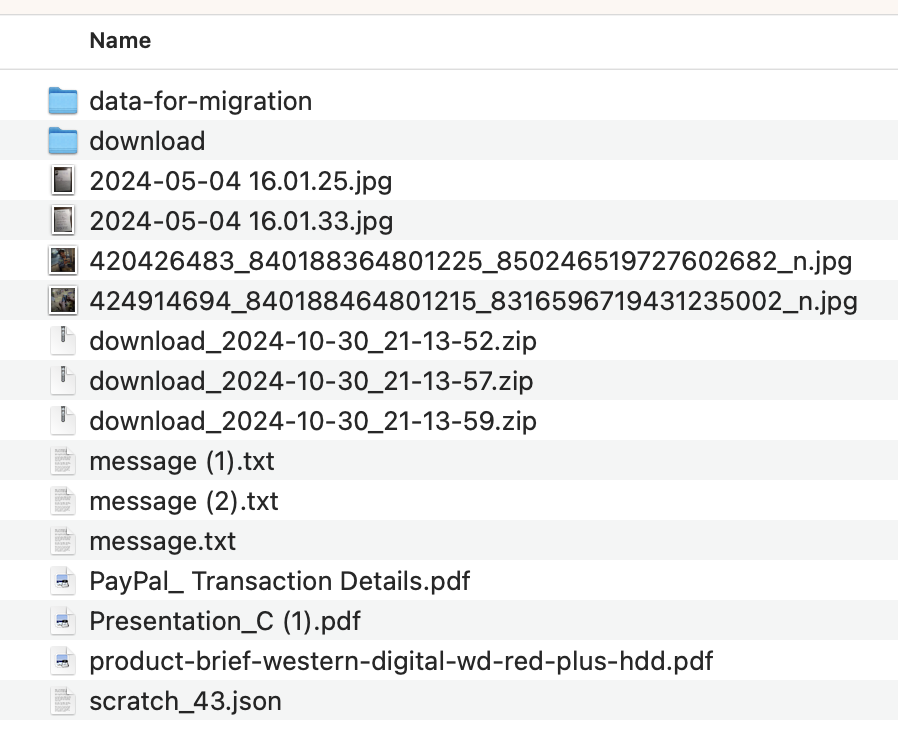 Name
data-for-migration
download
2024-05-04 16.01.25.jpg
2024-05-04 16.01.33.jpg
420426483_840188364801225_850246519727602682_n.jpg
424914694_840188464801215_8316596719431235002_n.jpg
download_2024-10-30_21-13-52.zip
download_2024-10-30_21-13-57.zip
download_2024-10-30_21-13-59.zip
message (1).txt
message (2).txt
message.txt
PayPal_ Transaction Details.pdf
Presentation_C (1).pdf
product-brief-western-digital-wd-red-plus-hdd.pdf
scratch_43.json